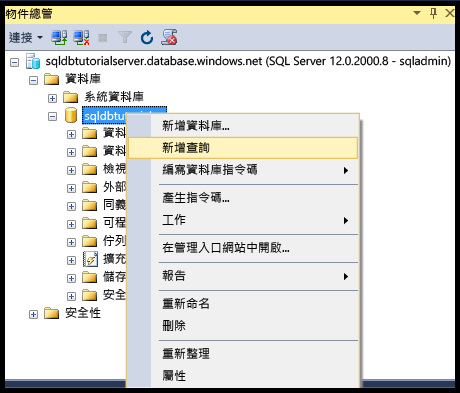 物件總管
連接
sqldbtutorialserver.database.windows.net (SQL Server 12.0.2000.8 - sqladmin)
資料庫
系統資料庫
sqldbtu
資料
資料
檢視
外部
同義
可程
佇列
擴充
儲存
安全
安全性
新增資料庫...
新增查詢
編寫資料庫指令碼
產生指令碼...
工作
在管理入口網站中開啟...
報告
重新命名
刪除
重新整理
屬性